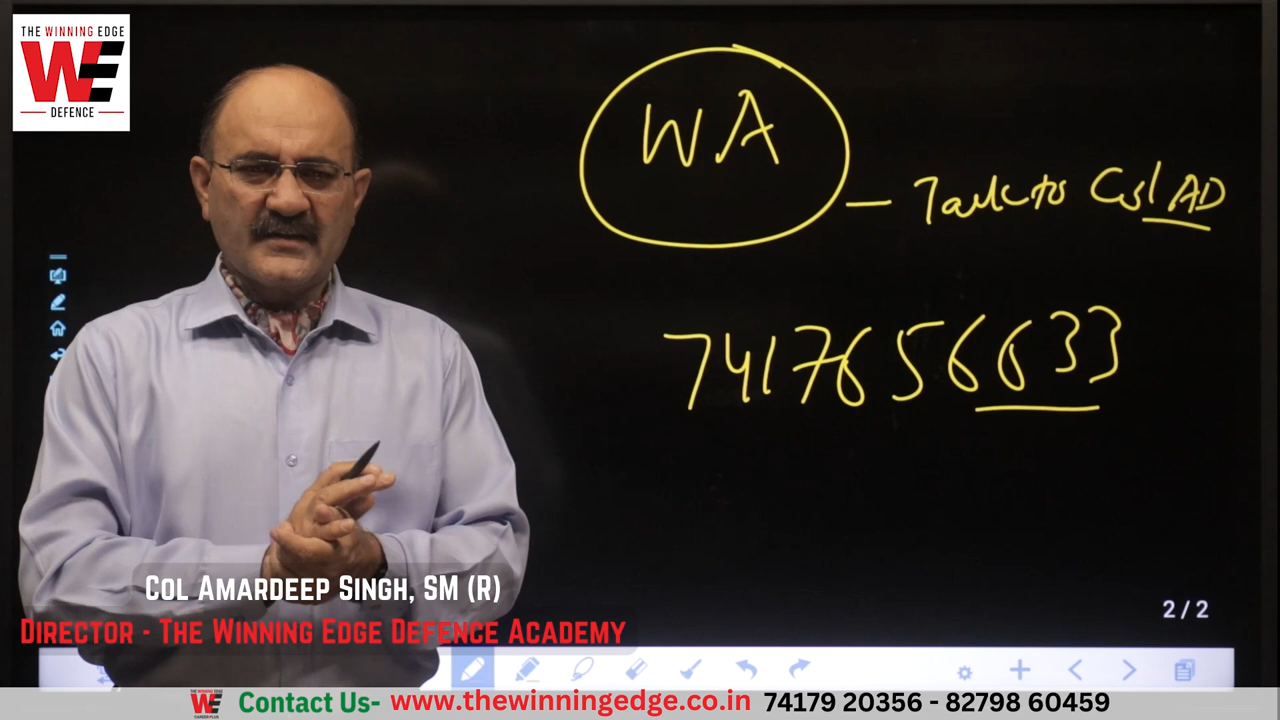 THE WINNING EDGE
WE
DEFENCE
WA
— Talk to Col AD
7417656633
COL AMARDEEP SINGH, SM (R)
DIRECTOR - THE WINNING EDGE DEFENCE ACADEMY
2 / 2
Contact Us- www.thewinningedge.co.in 74179 20356 - 82798 60459